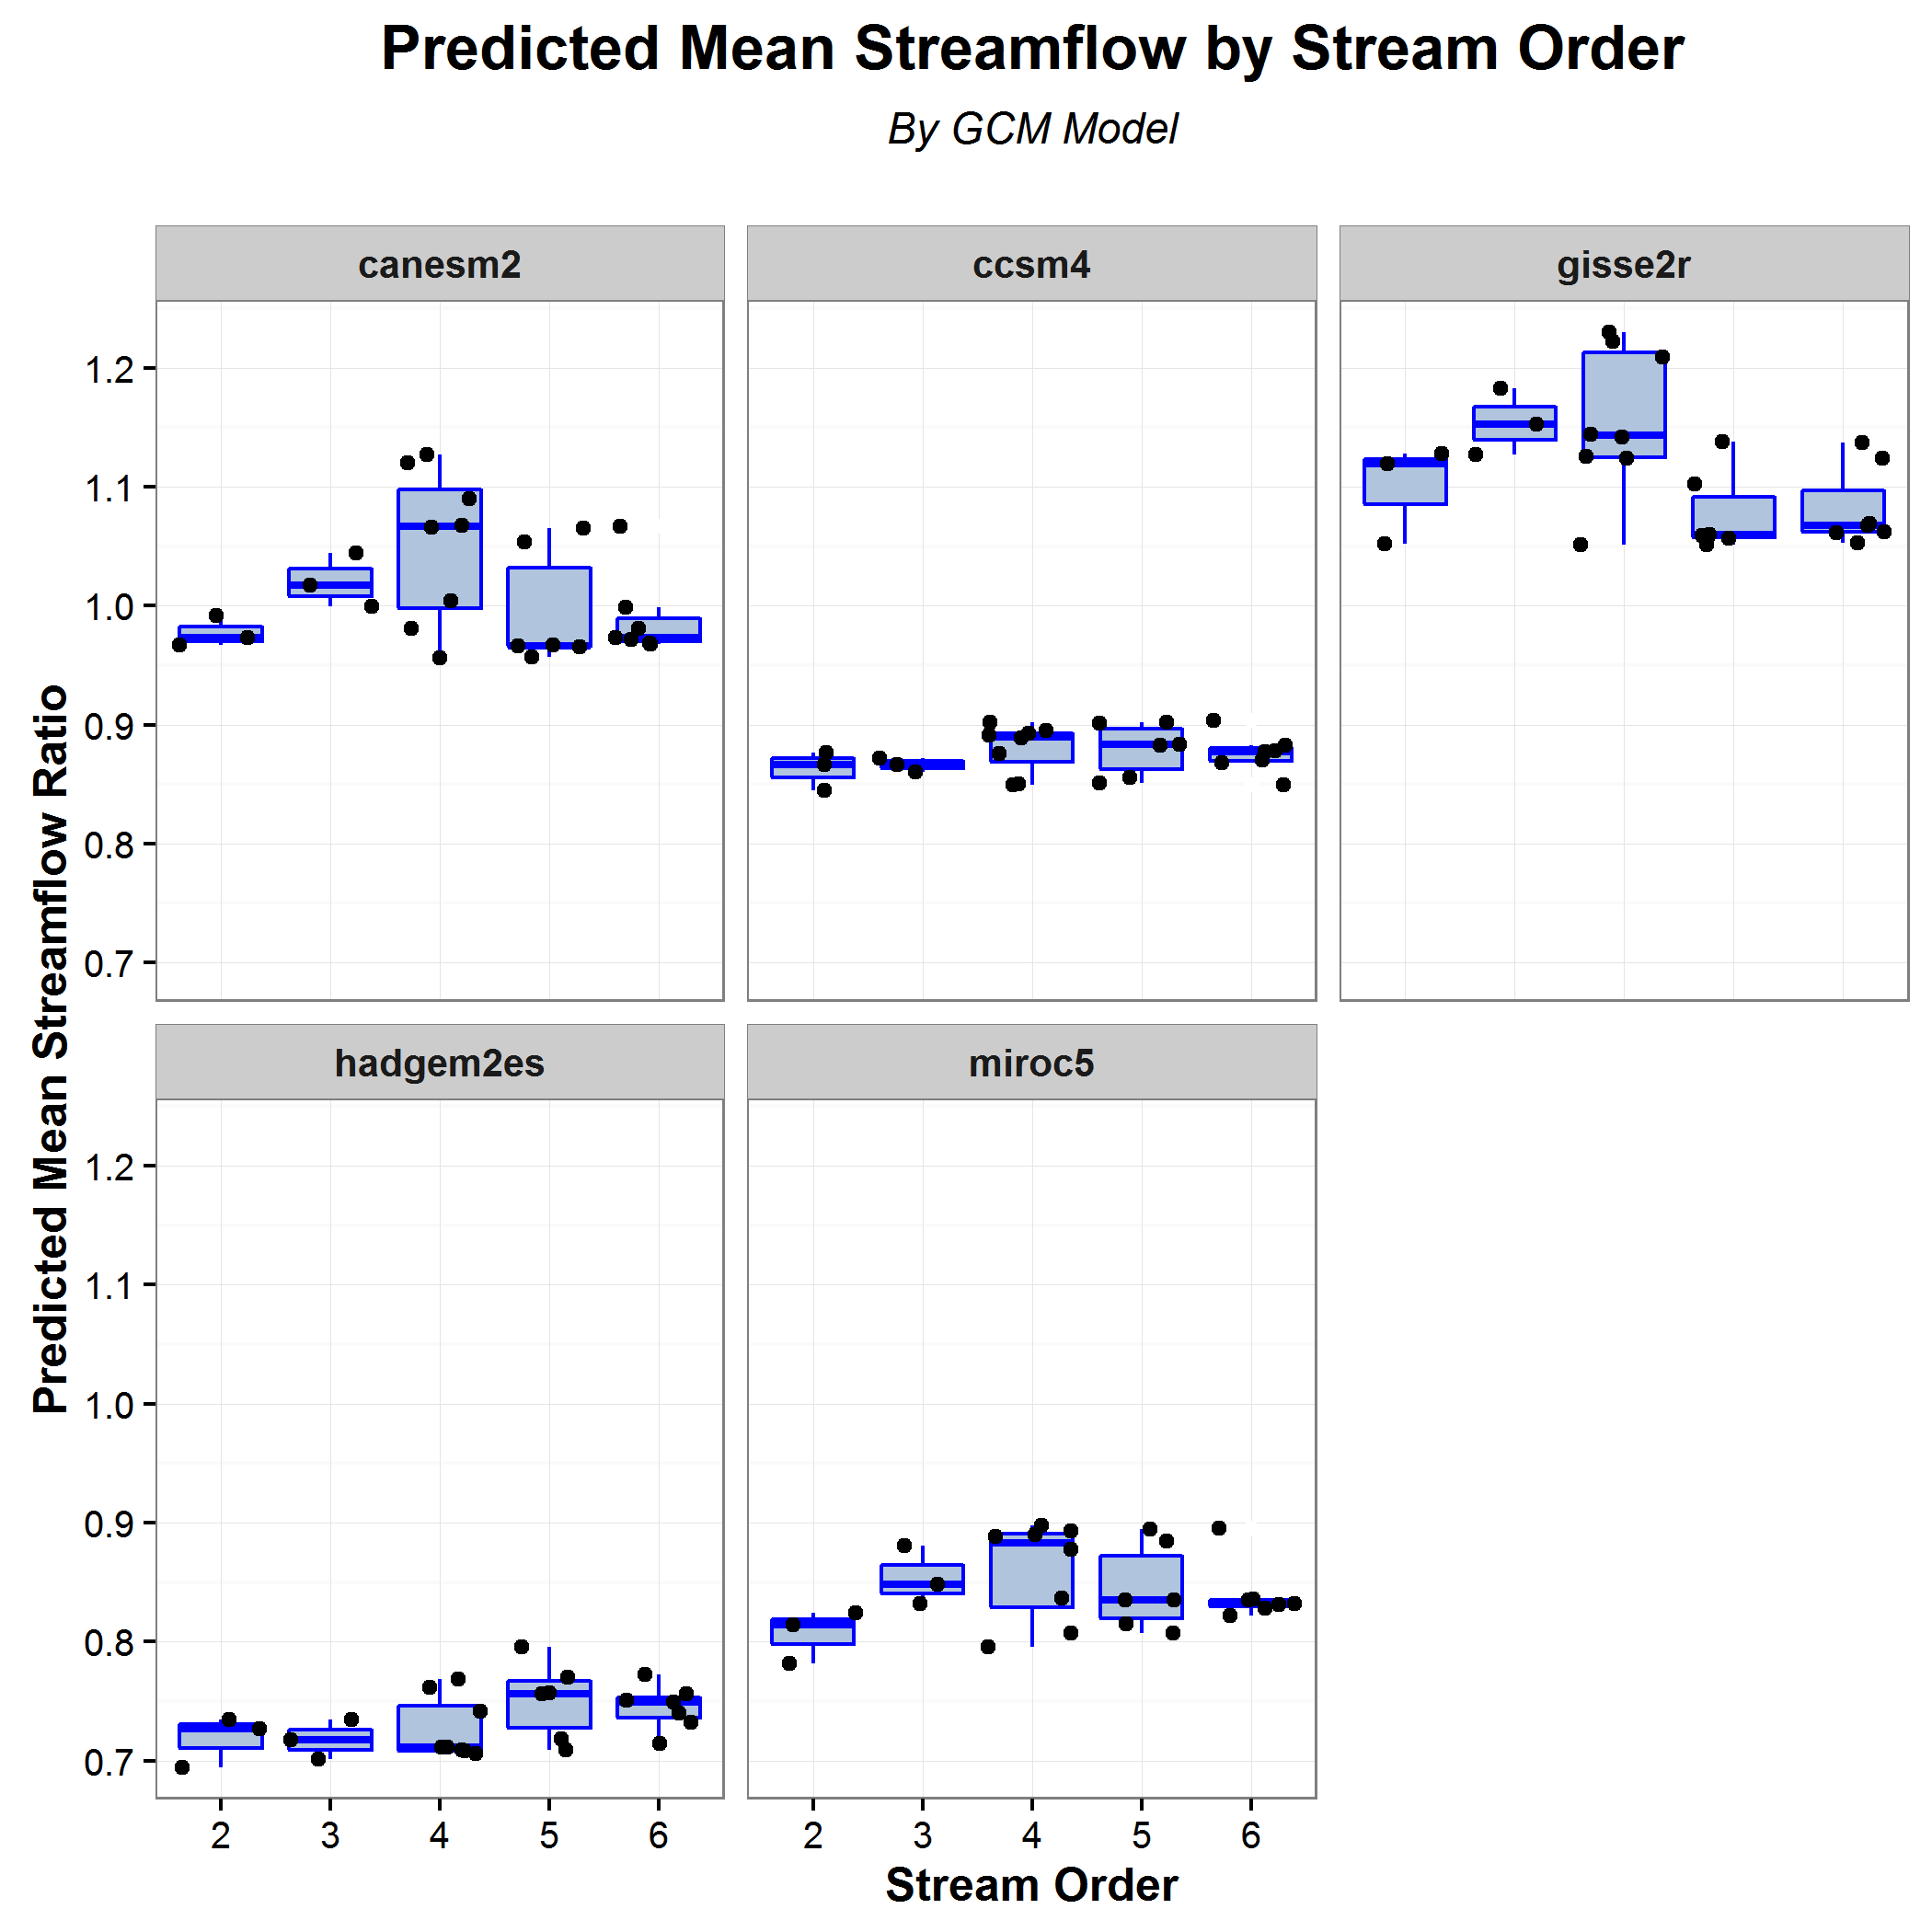 Predicted Mean Streamflow by Stream Order
By GCM Model
canesm2
ccsm4
gisse2r
1.2
1.1
1.0
0.9
0.8
0.7
Predicted Mean Streamflow Ratio
hadgem2es
miroc5
1.2
1.1
1.0
0.9
0.8
0.7
2 3 4 5 6
2 3 4 5 6
Stream Order